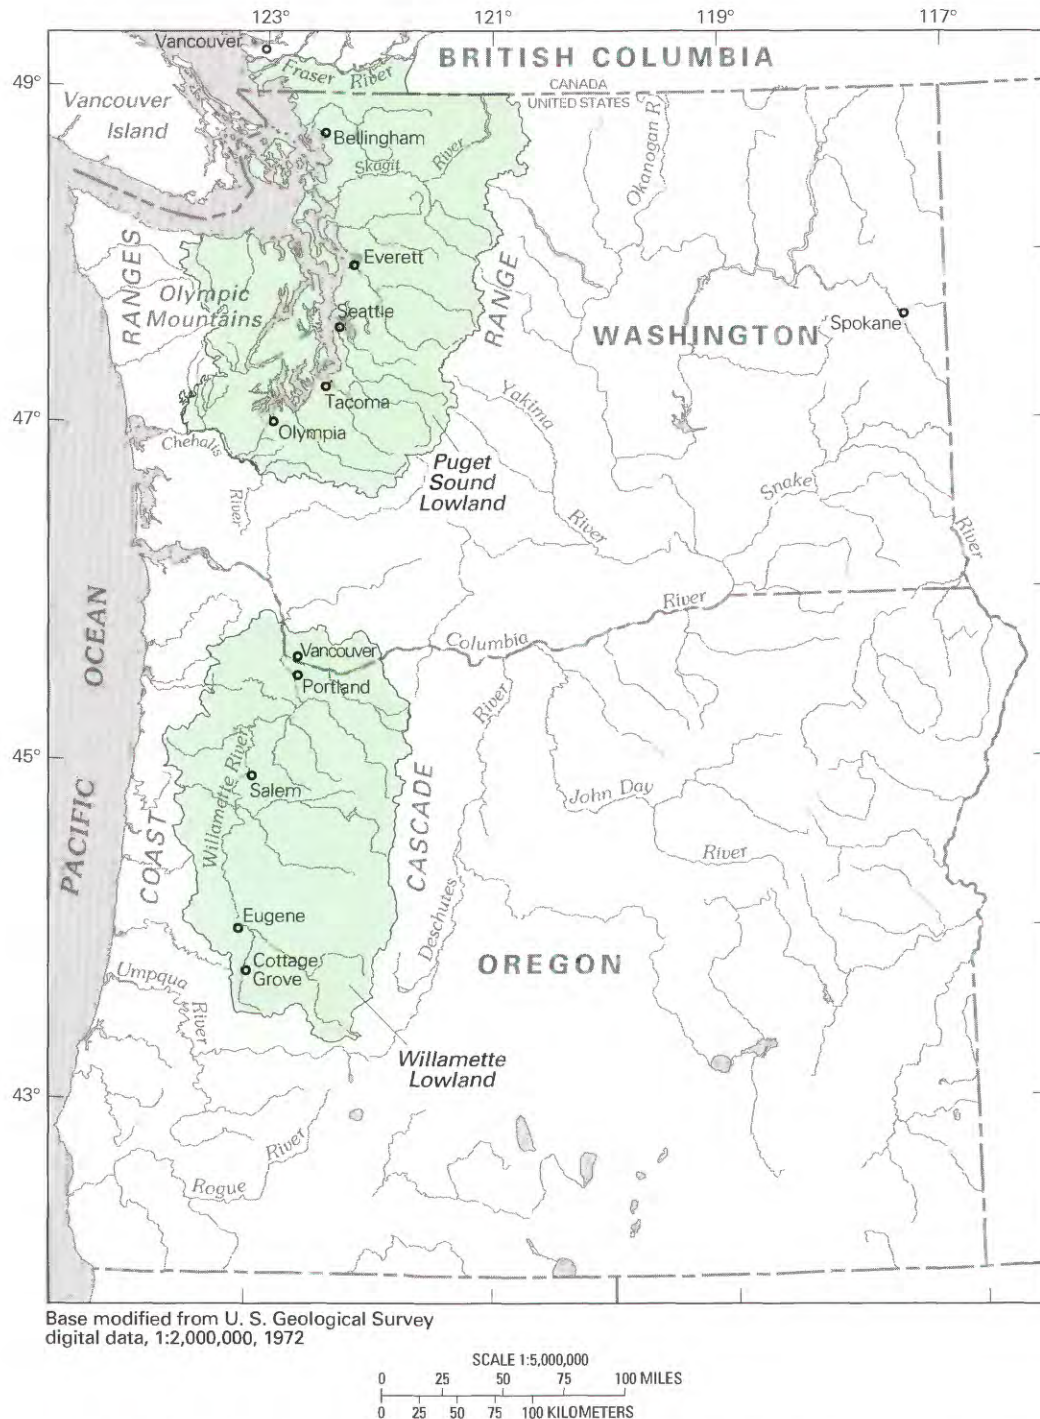 123°
121°
119°
117°
Vancouver
Fraser River
BRITISH COLUMBIA
49°
CANADA
UNITED STATES
Vancouver
Island
Bellingham
Skagit
River
Okanogan R.
RANGES
Everett
Olympic
Mountains
Seattle
RANGE
WASHINGTON
Spokane
Tacoma
47°
Olympia
Yakima
Chehalis
Puget
Sound
Lowland
Snake
River
River
River
River
Columbia
OCEAN
Vancouver
Portland
River
45°
Willamette River
Salem
CASCADE
John Day
River
PACIFIC
COAST
Eugene
Deschutes
Cottage
Grove
OREGON
Umpqua
River
Willamette
Lowland
43°
River
Rogue
Base modified from U. S. Geological Survey
digital data, 1:2,000,000, 1972
SCALE 1:5,000,000
0 25 50 75 100 MILES
0 25 50 75 100 KILOMETERS